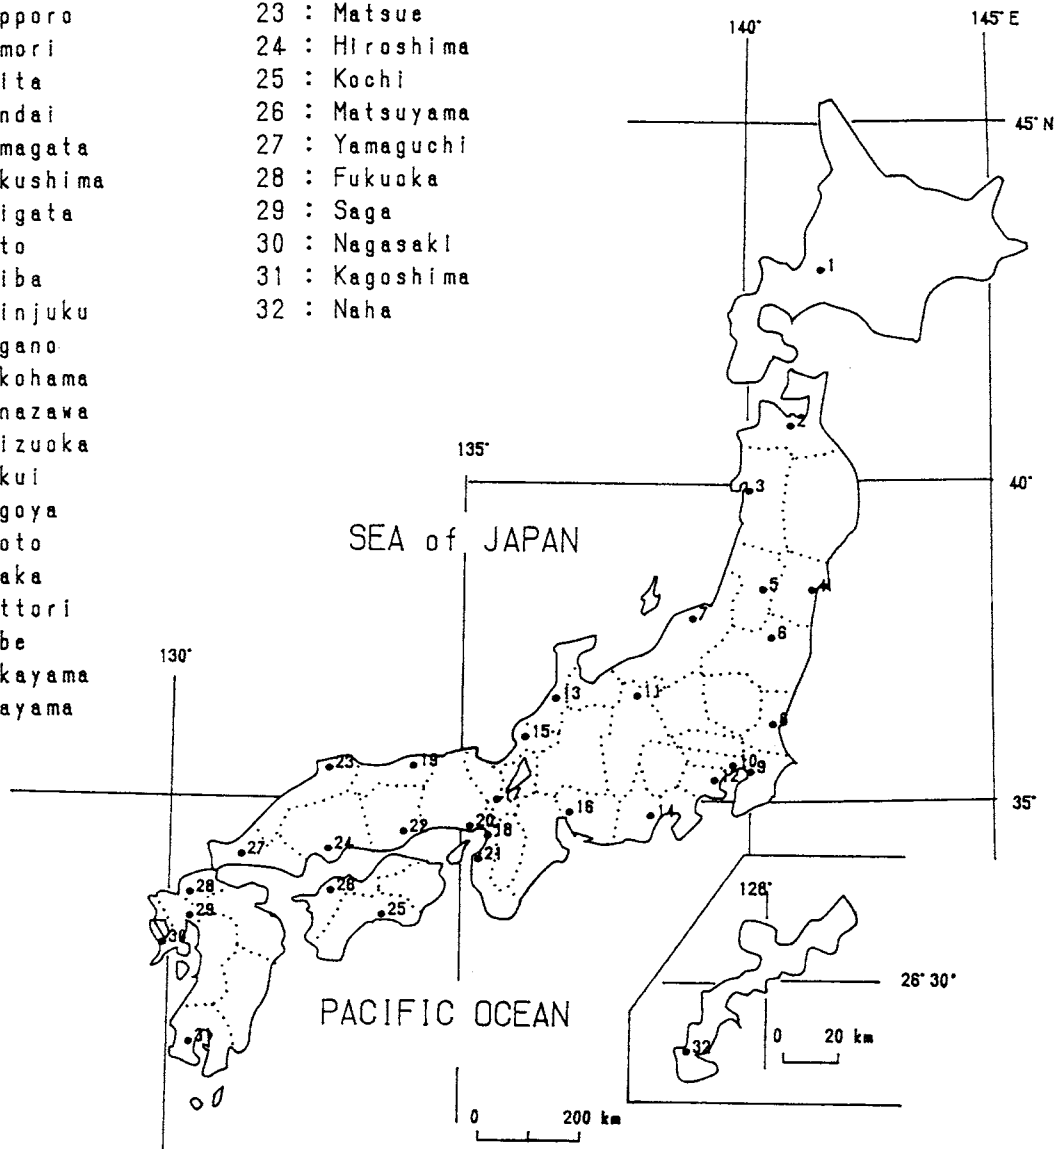 pporo
mori
ita
ndai
magata
kushima
igata
to
iba
injuku
gano
kohama
nazawa
izuoka
kui
goya
oto
aka
ttori
be
kayama
ayama
23 : Matsue
24 : Hiroshima
25 : Kochi
26 : Matsuyama
27 : Yamaguchi
28 : Fukuoka
29 : Saga
30 : Nagasaki
31 : Kagoshima
32 : Naha
140°
145° E
45° N
1
2
135°
40°
3
SEA of JAPAN
5
4
6
7
130°
13
11
15
8
23
19
10
9
12
17
35°
16
14
20
22
18
24
27
21
28
26
29
25
30
126°
26° 30'
PACIFIC OCEAN
31
32
0 20 km
0 200 km